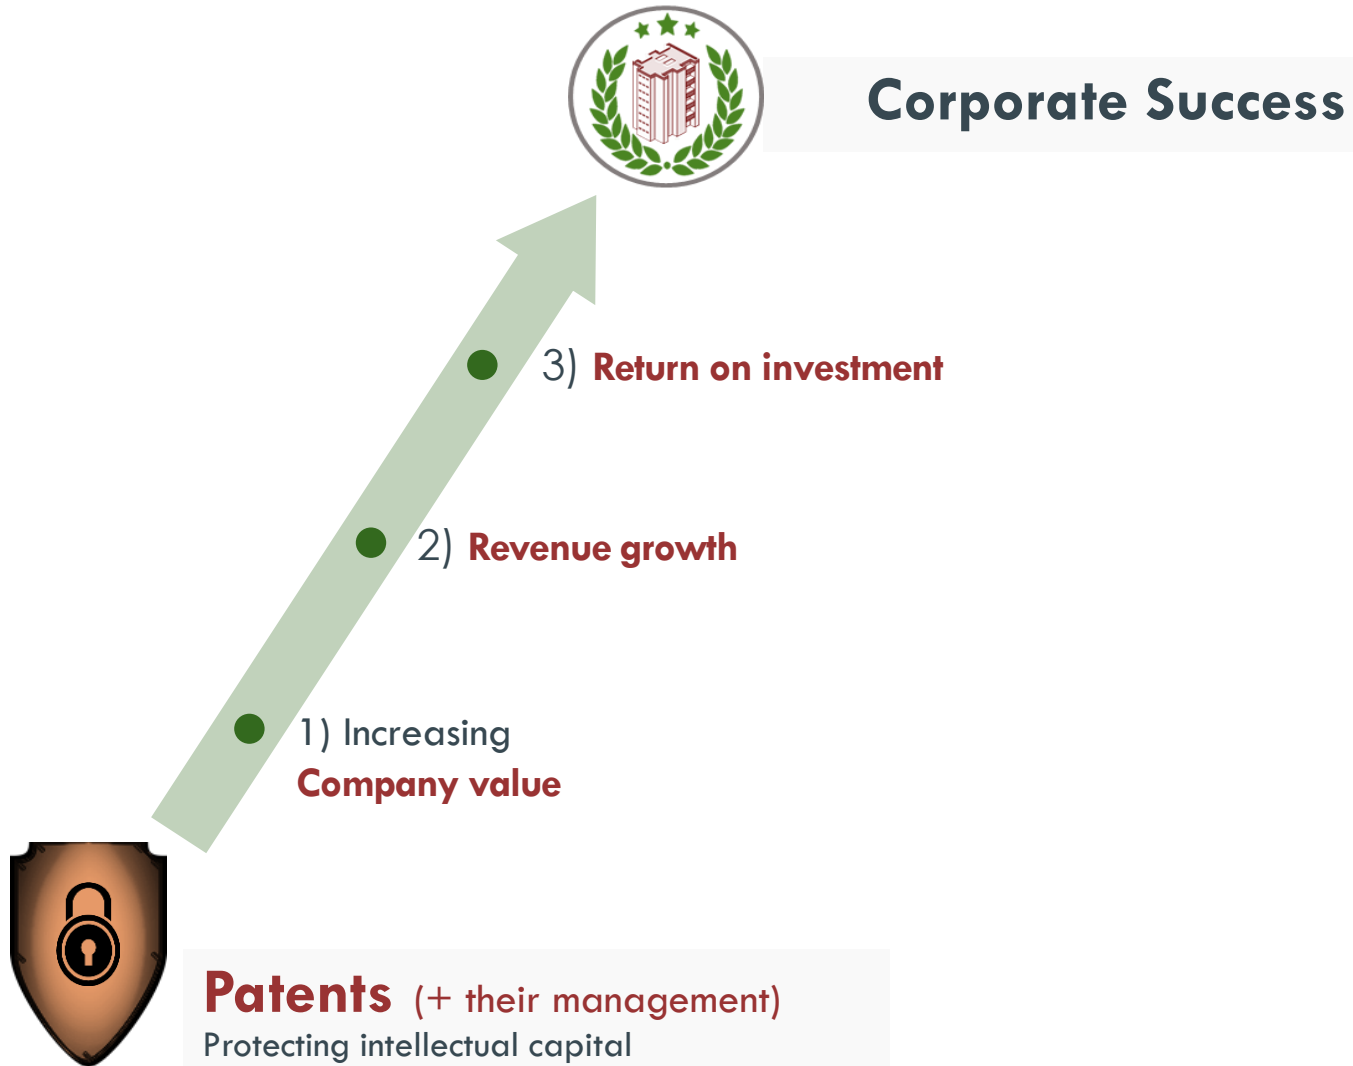 Corporate Success
3) Return on investment
2) Revenue growth
1) Increasing
Company value
Patents (+ their management)
Protecting intellectual capital